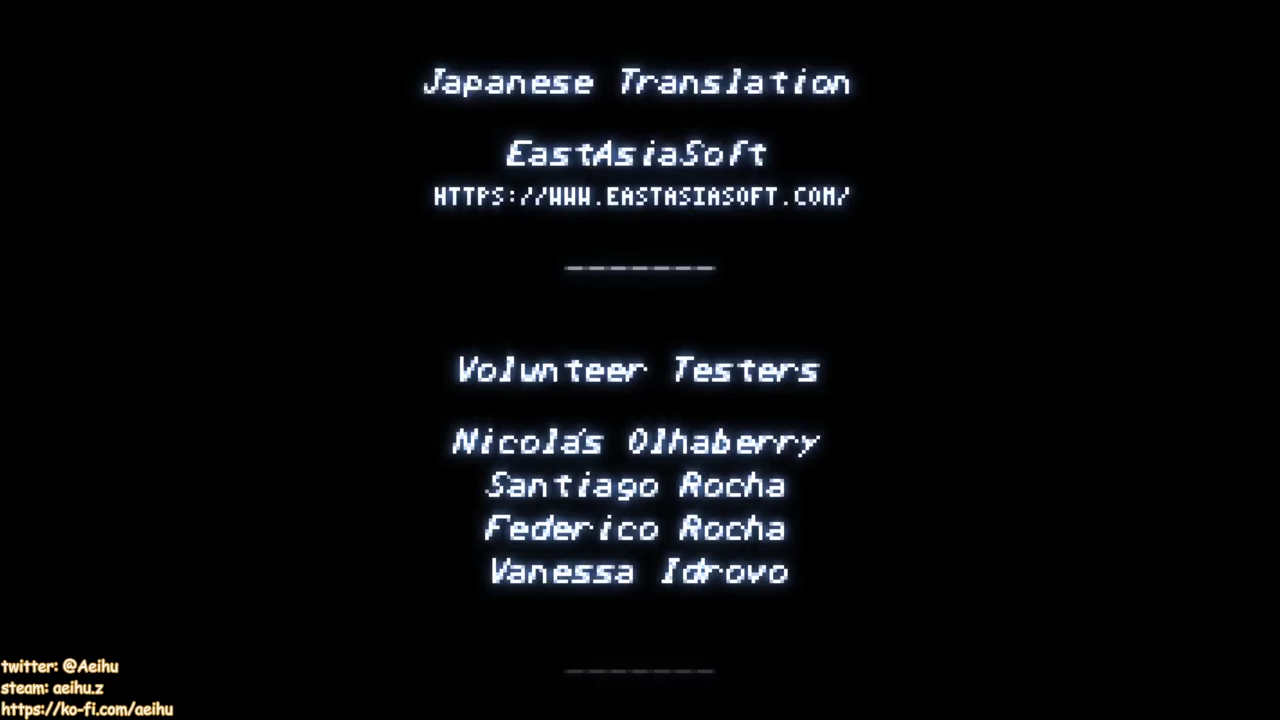 Japanese Translation
EastAsiaSoft
HTTPS://WWW.EASTASIASOFT.COM/
-------
Volunteer Testers
Nicolás Olhaberry
Santiago Rocha
Federico Rocha
Vanessa Idrovo
-------
twitter: @Aeihu
steam: aeihu.z
https://ko-fi.com/aeihu